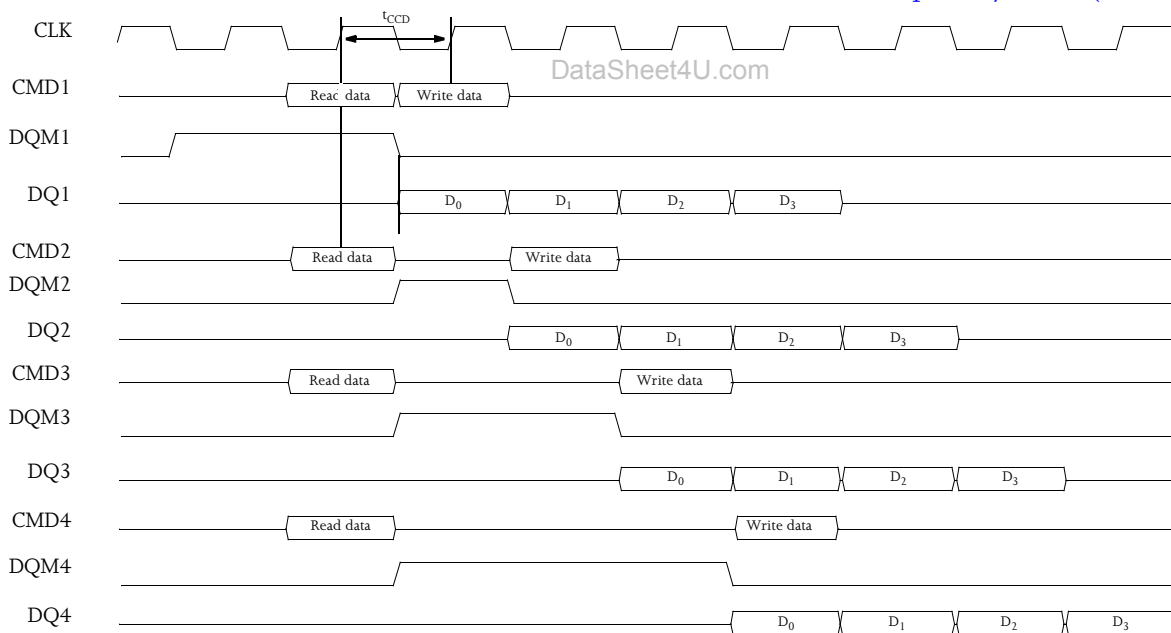 t_CCD
CLK
DataSheet4U.com
CMD1 Read data Write data
DQM1
DQ1 D0 D1 D2 D3
CMD2 Read data Write data
DQM2
DQ2 D0 D1 D2 D3
CMD3 Read data Write data
DQM3
DQ3 D0 D1 D2 D3
CMD4 Read data Write data
DQM4
DQ4 D0 D1 D2 D3